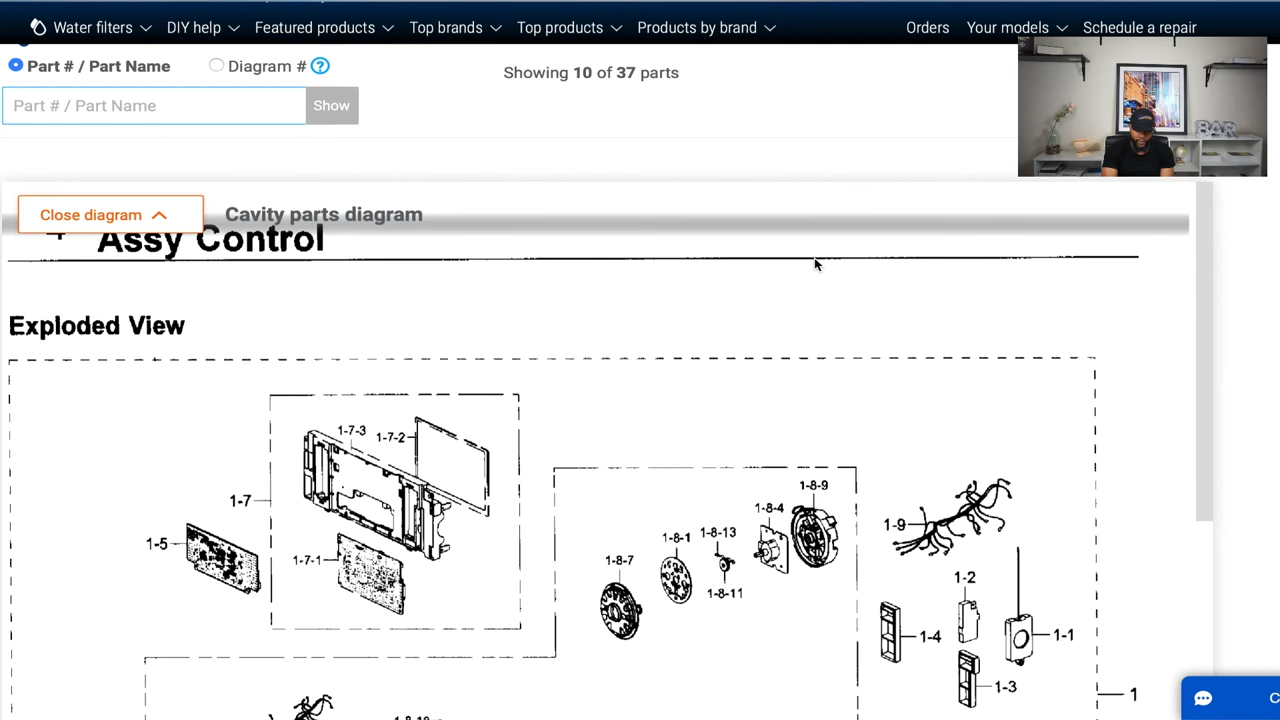 Water filters DIY help Featured products Top brands Top products Products by brand Orders Your models Schedule a repair
Part # / Part Name Diagram # ?
Showing 10 of 37 parts
Part # / Part Name Show
BAR
Close diagram Cavity parts diagram
Assy Control
Exploded View
1-7-3
1-7-2
1-7
1-5
1-7-1
1-8-9
1-8-4
1-8-13
1-8-1
1-8-7
1-8-11
1-9
1-2
1-4
1-1
1-3
1